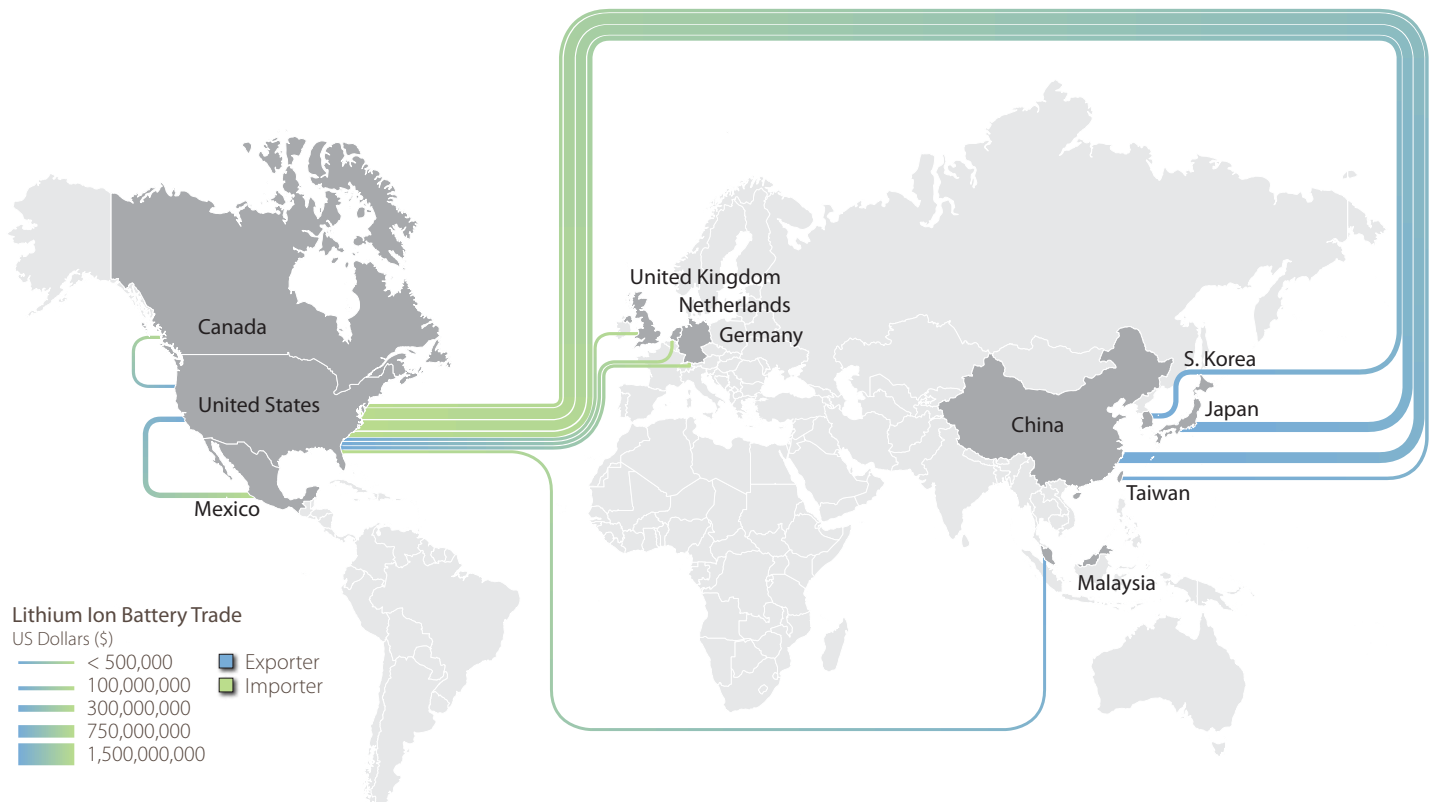 United Kingdom
Netherlands
Canada
Germany
S. Korea
United States
Japan
China
Taiwan
Mexico
Malaysia
Lithium Ion Battery Trade
US Dollars ($)
< 500,000
Exporter
100,000,000
Importer
300,000,000
750,000,000
1,500,000,000